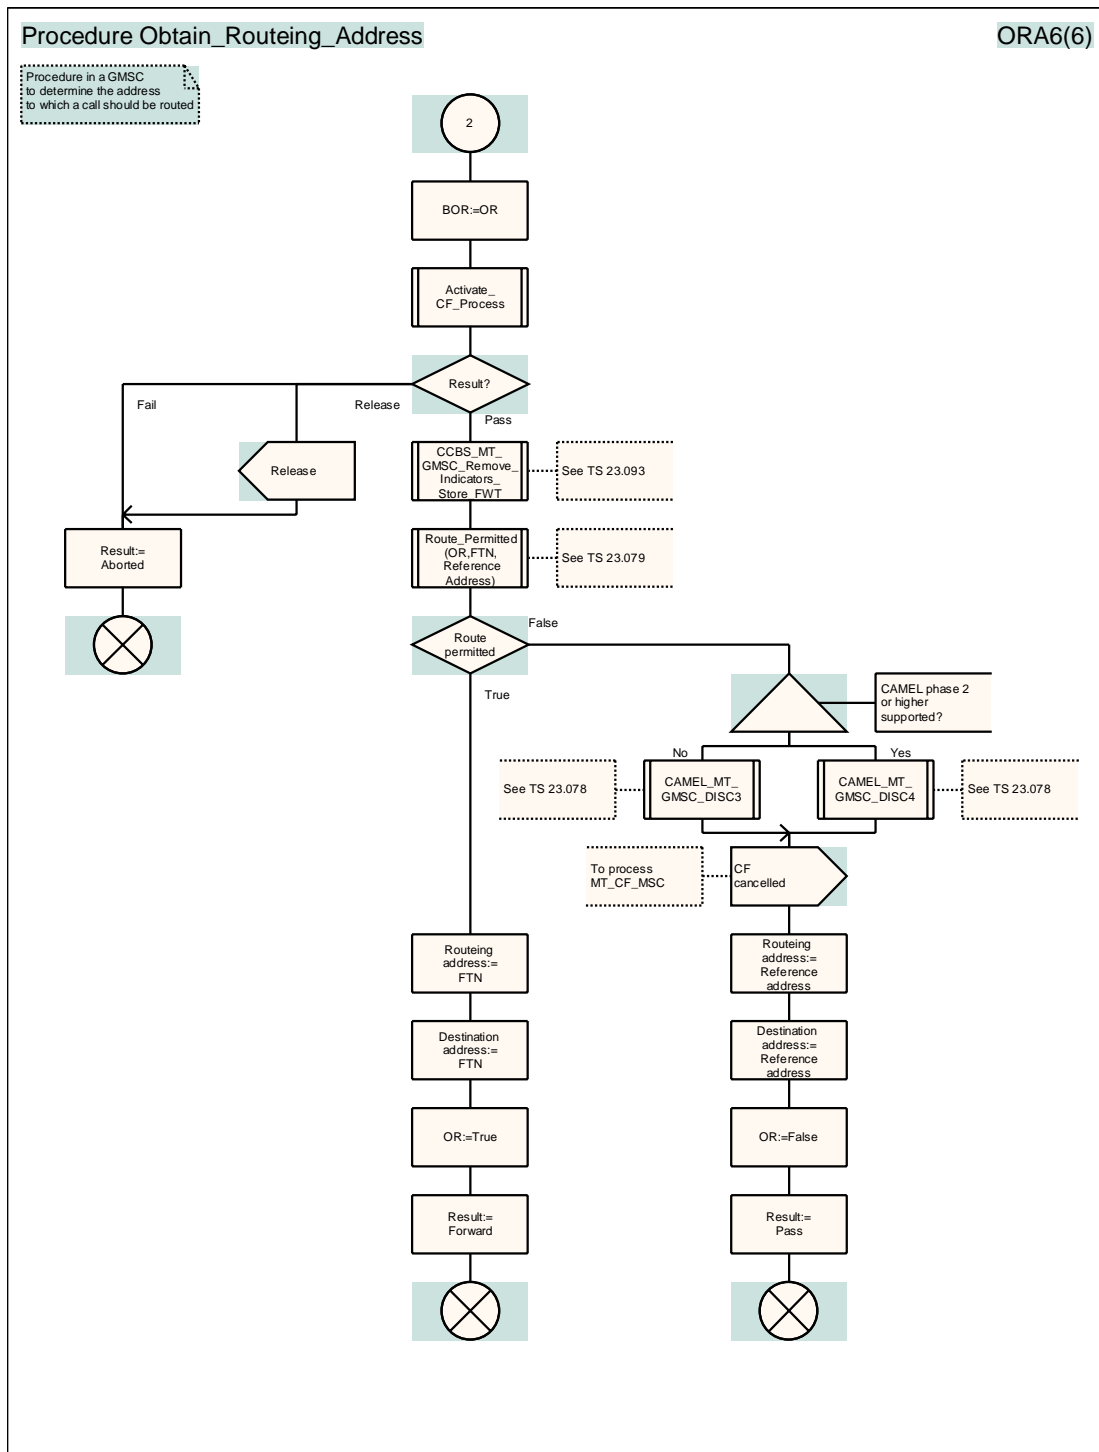 Procedure Obtain_Routeing_Address
ORA6(6)
Procedure in a GMSC
to determine the address
to which a call should be routed
2
BOR:=OR
Activate_
CF_Process
Result?
Fail
Release
Pass
Release
CCBS_MT_
GMSC_Remove_
Indicators_
Store_FWT
See TS 23.093
Result:=
Aborted
Route_Permitted
(OR,FTN,
Reference
Address)
See TS 23.079
Route
permitted
False
True
CAMEL phase 2
or higher
supported?
No
Yes
See TS 23.078
CAMEL_MT_
GMSC_DISC3
CAMEL_MT_
GMSC_DISC4
See TS 23.078
To process
MT_CF_MSC
CF
cancelled
Routeing
address:=
FTN
Routeing
address:=
Reference
address
Destination
address:=
FTN
Destination
address:=
Reference
address
OR:=True
OR:=False
Result:=
Forward
Result:=
Pass